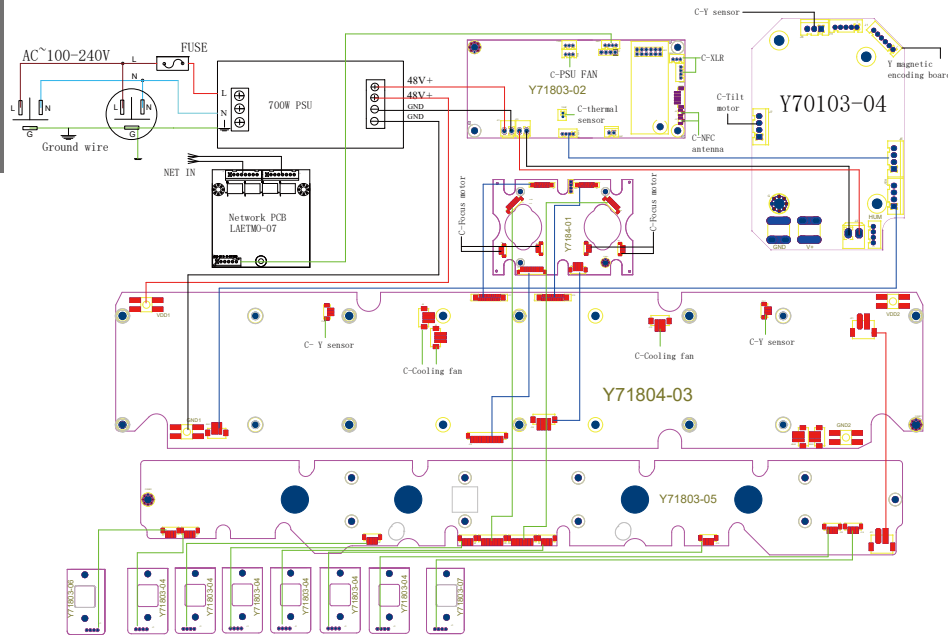 C-Y sensor
AC~100-240V
FUSE
L
N
L
N
L
N
G
G
Ground wire
L
N
700W PSU
48V+
48V+
GND
GND
C-PSU FAN
Y71803-02
C-XLR
C-thermal
sensor
C-NFC
antenna
Y magnetic
encoding board
C-Tilt
motor
Y70103-04
HUM
GND
V+
NET IN
Network PCB
LAETMO-07
C-Focus motor
Y7184-01
C-Focus motor
VDD1
VDD2
C- Y sensor
C-Cooling fan
C-Cooling fan
C-Y sensor
Y71804-03
GND1
GND2
Y71803-05
Y71803-06
Y71803-04
Y71803-04
Y71803-04
Y71803-04
Y71803-04
Y71803-04
Y71803-07